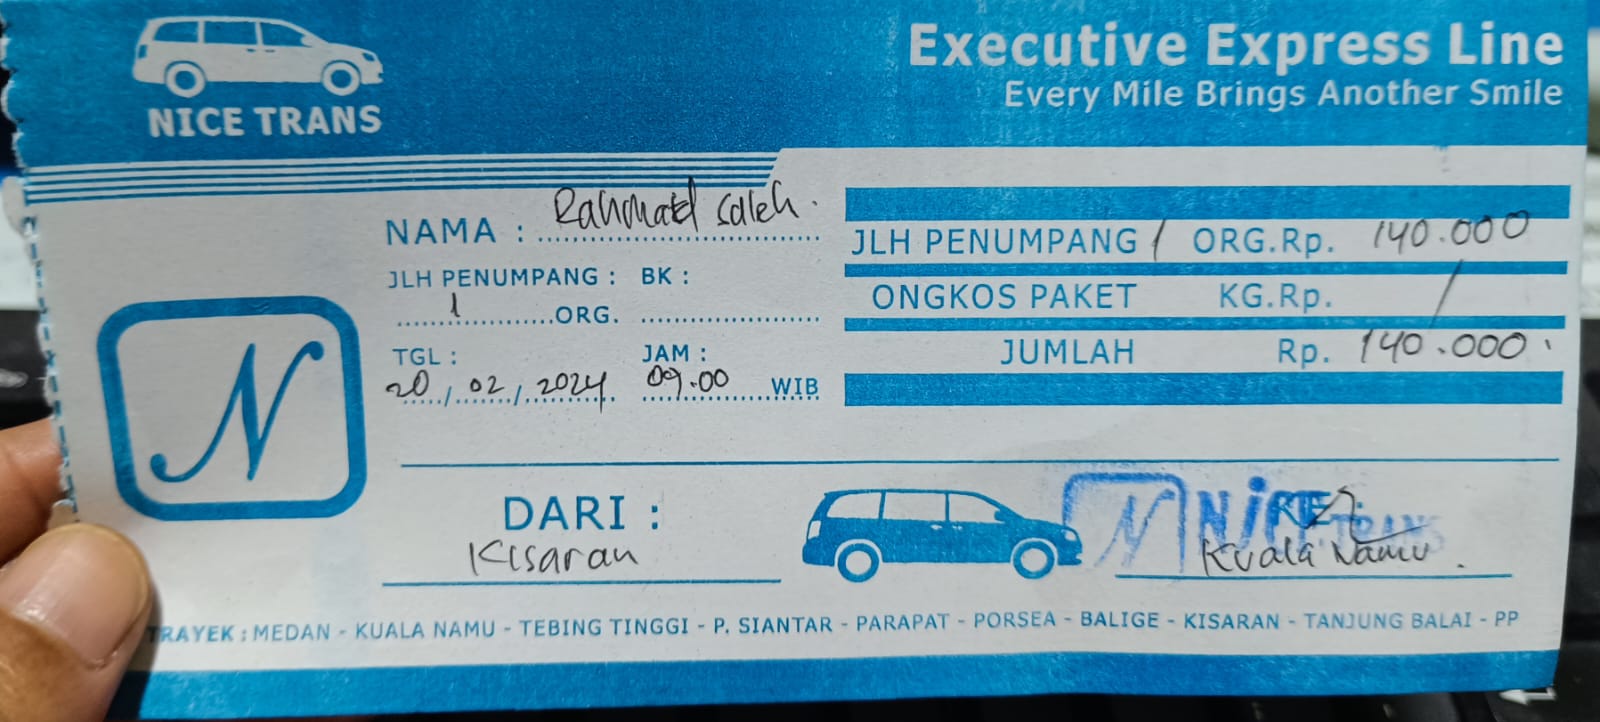 NICE TRANS
Executive Express Line
Every Mile Brings Another Smile
NAMA : Rahmad Saleh.
JLH PENUMPANG : BK :
1 ORG.
TGL : JAM :
20/02/2024 09.00 WIB
JLH PENUMPANG 1 ORG.Rp. 140.000
ONGKOS PAKET KG.Rp. /
JUMLAH Rp. 140.000.
N
DARI :
Kisaran
N NICE TRANS
KE :
Kuala Namu.
TRAYEK : MEDAN - KUALA NAMU - TEBING TINGGI - P. SIANTAR - PARAPAT - PORSEA - BALIGE - KISARAN - TANJUNG BALAI - PP